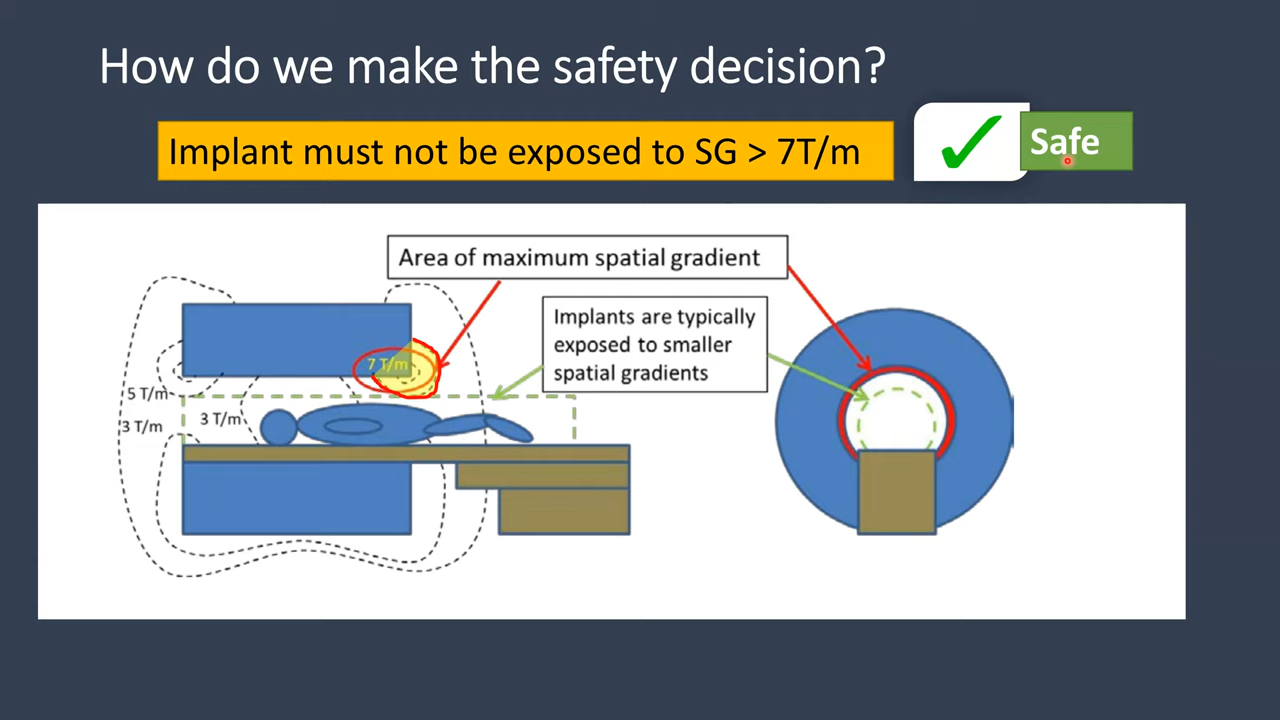 How do we make the safety decision?
Implant must not be exposed to SG > 7T/m
Safe
Area of maximum spatial gradient
Implants are typically
exposed to smaller
spatial gradients
7 T/m
5 T/m
3 T/m
3 T/m